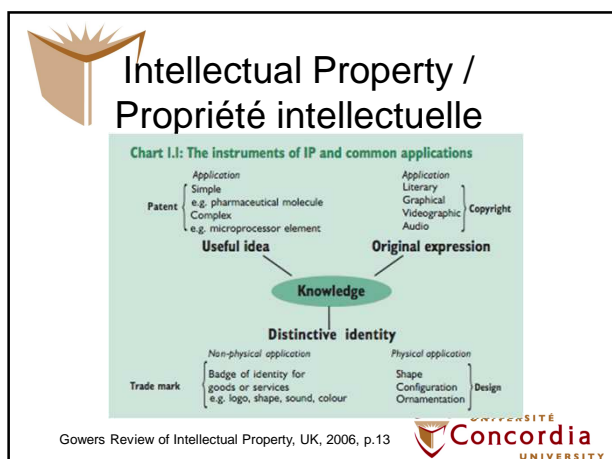 Intellectual Property /
Propriété intellectuelle
Chart I.I: The instruments of IP and common applications
Application
Simple
Patent
e.g. pharmaceutical molecule
Complex
e.g. microprocessor element
Useful idea
Application
Literary
Graphical
Copyright
Videographic
Audio
Original expression
Knowledge
Distinctive identity
Non-physical application
Badge of identity for
Trade mark
goods or services
e.g. logo, shape, sound, colour
Physical application
Shape
Configuration
Design
Ornamentation
Gowers Review of Intellectual Property, UK, 2006, p.13
UNIVERSITÉ
Concordia
UNIVERSITY